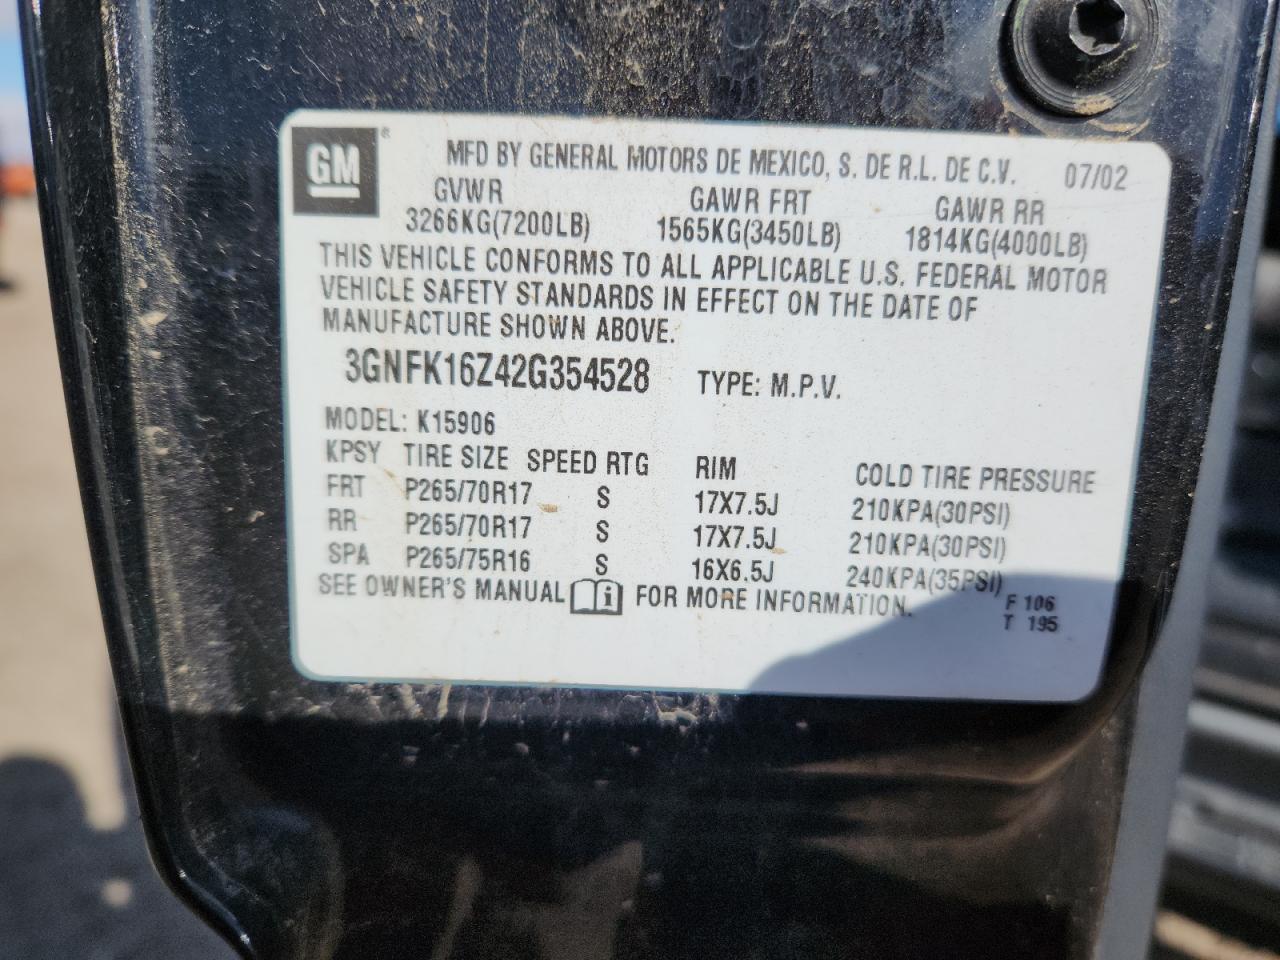 GM ®
MFD BY GENERAL MOTORS DE MEXICO, S. DE R.L. DE C.V. 07/02
GVWR GAWR FRT GAWR RR
3266KG(7200LB) 1565KG(3450LB) 1814KG(4000LB)
THIS VEHICLE CONFORMS TO ALL APPLICABLE U.S. FEDERAL MOTOR
VEHICLE SAFETY STANDARDS IN EFFECT ON THE DATE OF
MANUFACTURE SHOWN ABOVE.
3GNFK16Z42G354528 TYPE: M.P.V.
MODEL: K15906
KPSY TIRE SIZE SPEED RTG RIM COLD TIRE PRESSURE
FRT P265/70R17 S 17X7.5J 210KPA(30PSI)
RR P265/70R17 S 17X7.5J 210KPA(30PSI)
SPA P265/75R16 S 16X6.5J 240KPA(35PSI)
SEE OWNER'S MANUAL i FOR MORE INFORMATION.
F 106
T 195